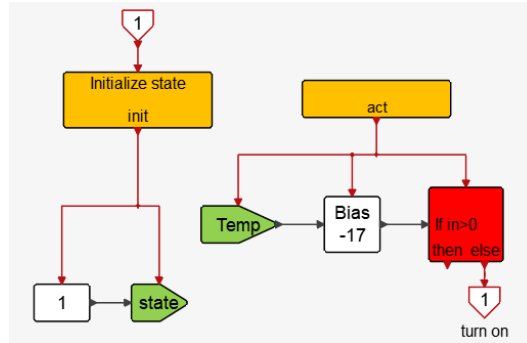 1
Initialize state
init
act
Temp
Bias
-17
If in>0
then else
1
state
1
turn on